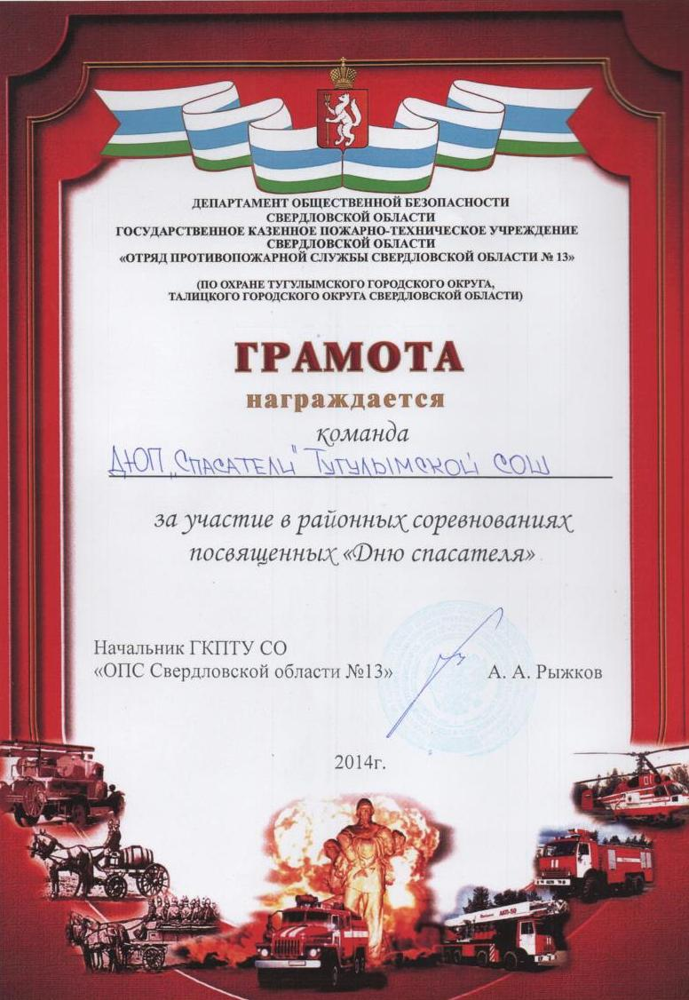 ДЕПАРТАМЕНТ ОБЩЕСТВЕННОЙ БЕЗОПАСНОСТИ
СВЕРДЛОВСКОЙ ОБЛАСТИ
ГОСУДАРСТВЕННОЕ КАЗЕННОЕ ПОЖАРНО-ТЕХНИЧЕСКОЕ УЧРЕЖДЕНИЕ
СВЕРДЛОВСКОЙ ОБЛАСТИ
«ОТРЯД ПРОТИВОПОЖАРНОЙ СЛУЖБЫ СВЕРДЛОВСКОЙ ОБЛАСТИ № 13»
(ПО ОХРАНЕ ТУГУЛЫМСКОГО ГОРОДСКОГО ОКРУГА,
ТАЛИЦКОГО ГОРОДСКОГО ОКРУГА СВЕРДЛОВСКОЙ ОБЛАСТИ)
ГРАМОТА
награждается
команда
ДЮП „Спасатели" Тугулымской СОШ
за участие в районных соревнованиях
посвященных «Дню спасателя»
Начальник ГКПТУ СО
«ОПС Свердловской области №13» А. А. Рыжков
2014г.
АКП-50